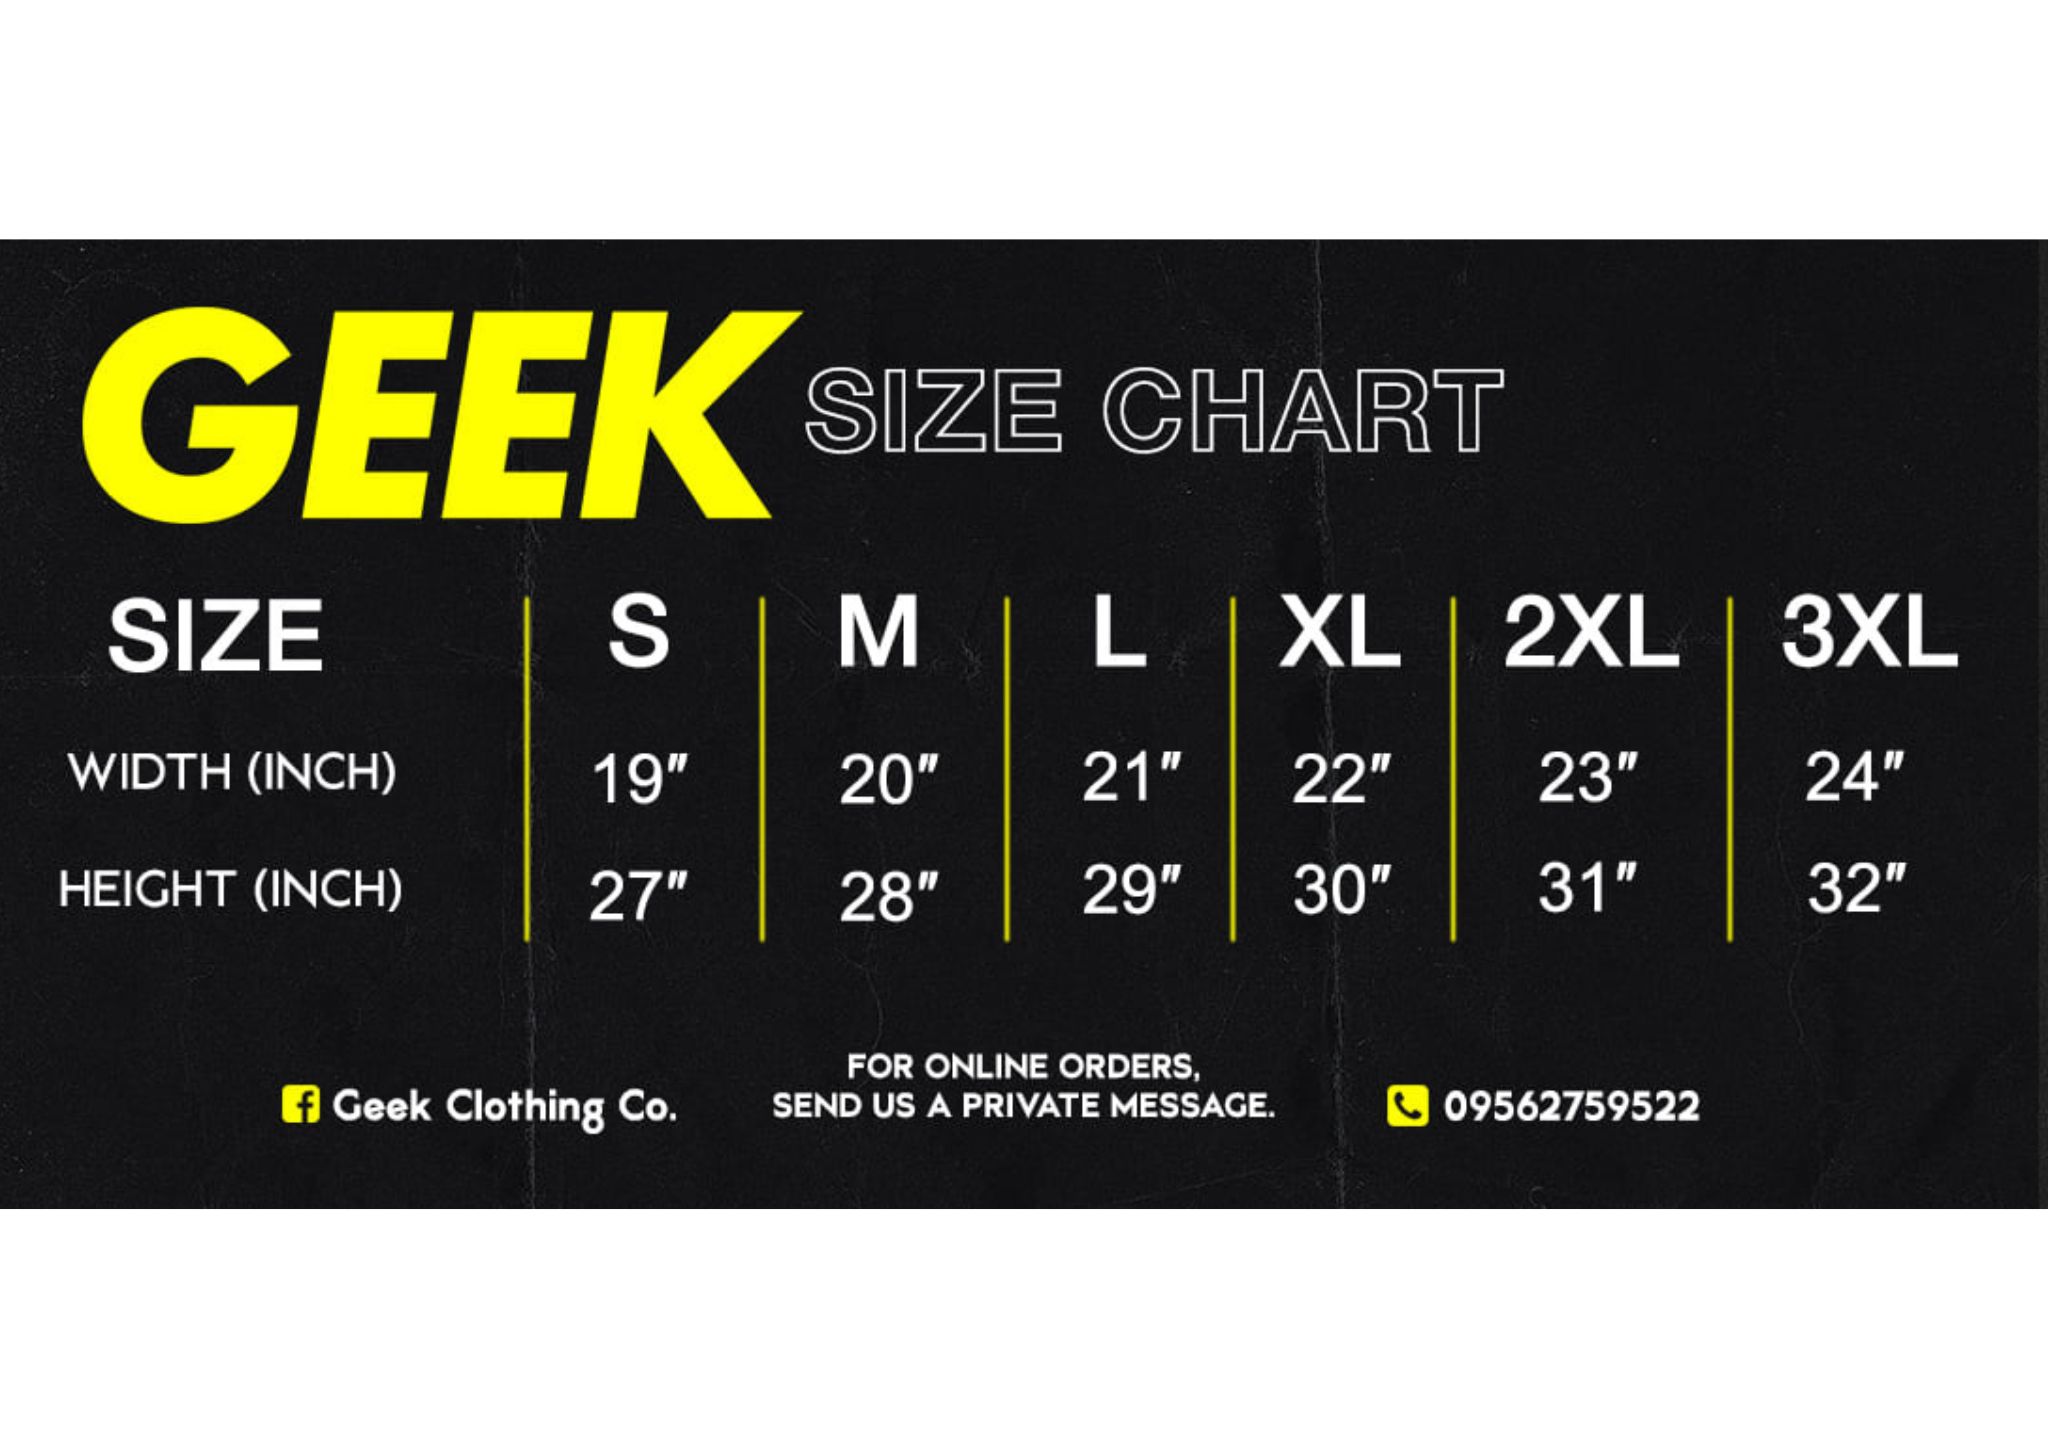 GEEK SIZE CHART
SIZE S M L XL 2XL 3XL
WIDTH (INCH) 19" 20" 21" 22" 23" 24"
HEIGHT (INCH) 27" 28" 29" 30" 31" 32"
FOR ONLINE ORDERS,
Geek Clothing Co. SEND US A PRIVATE MESSAGE. 09562759522